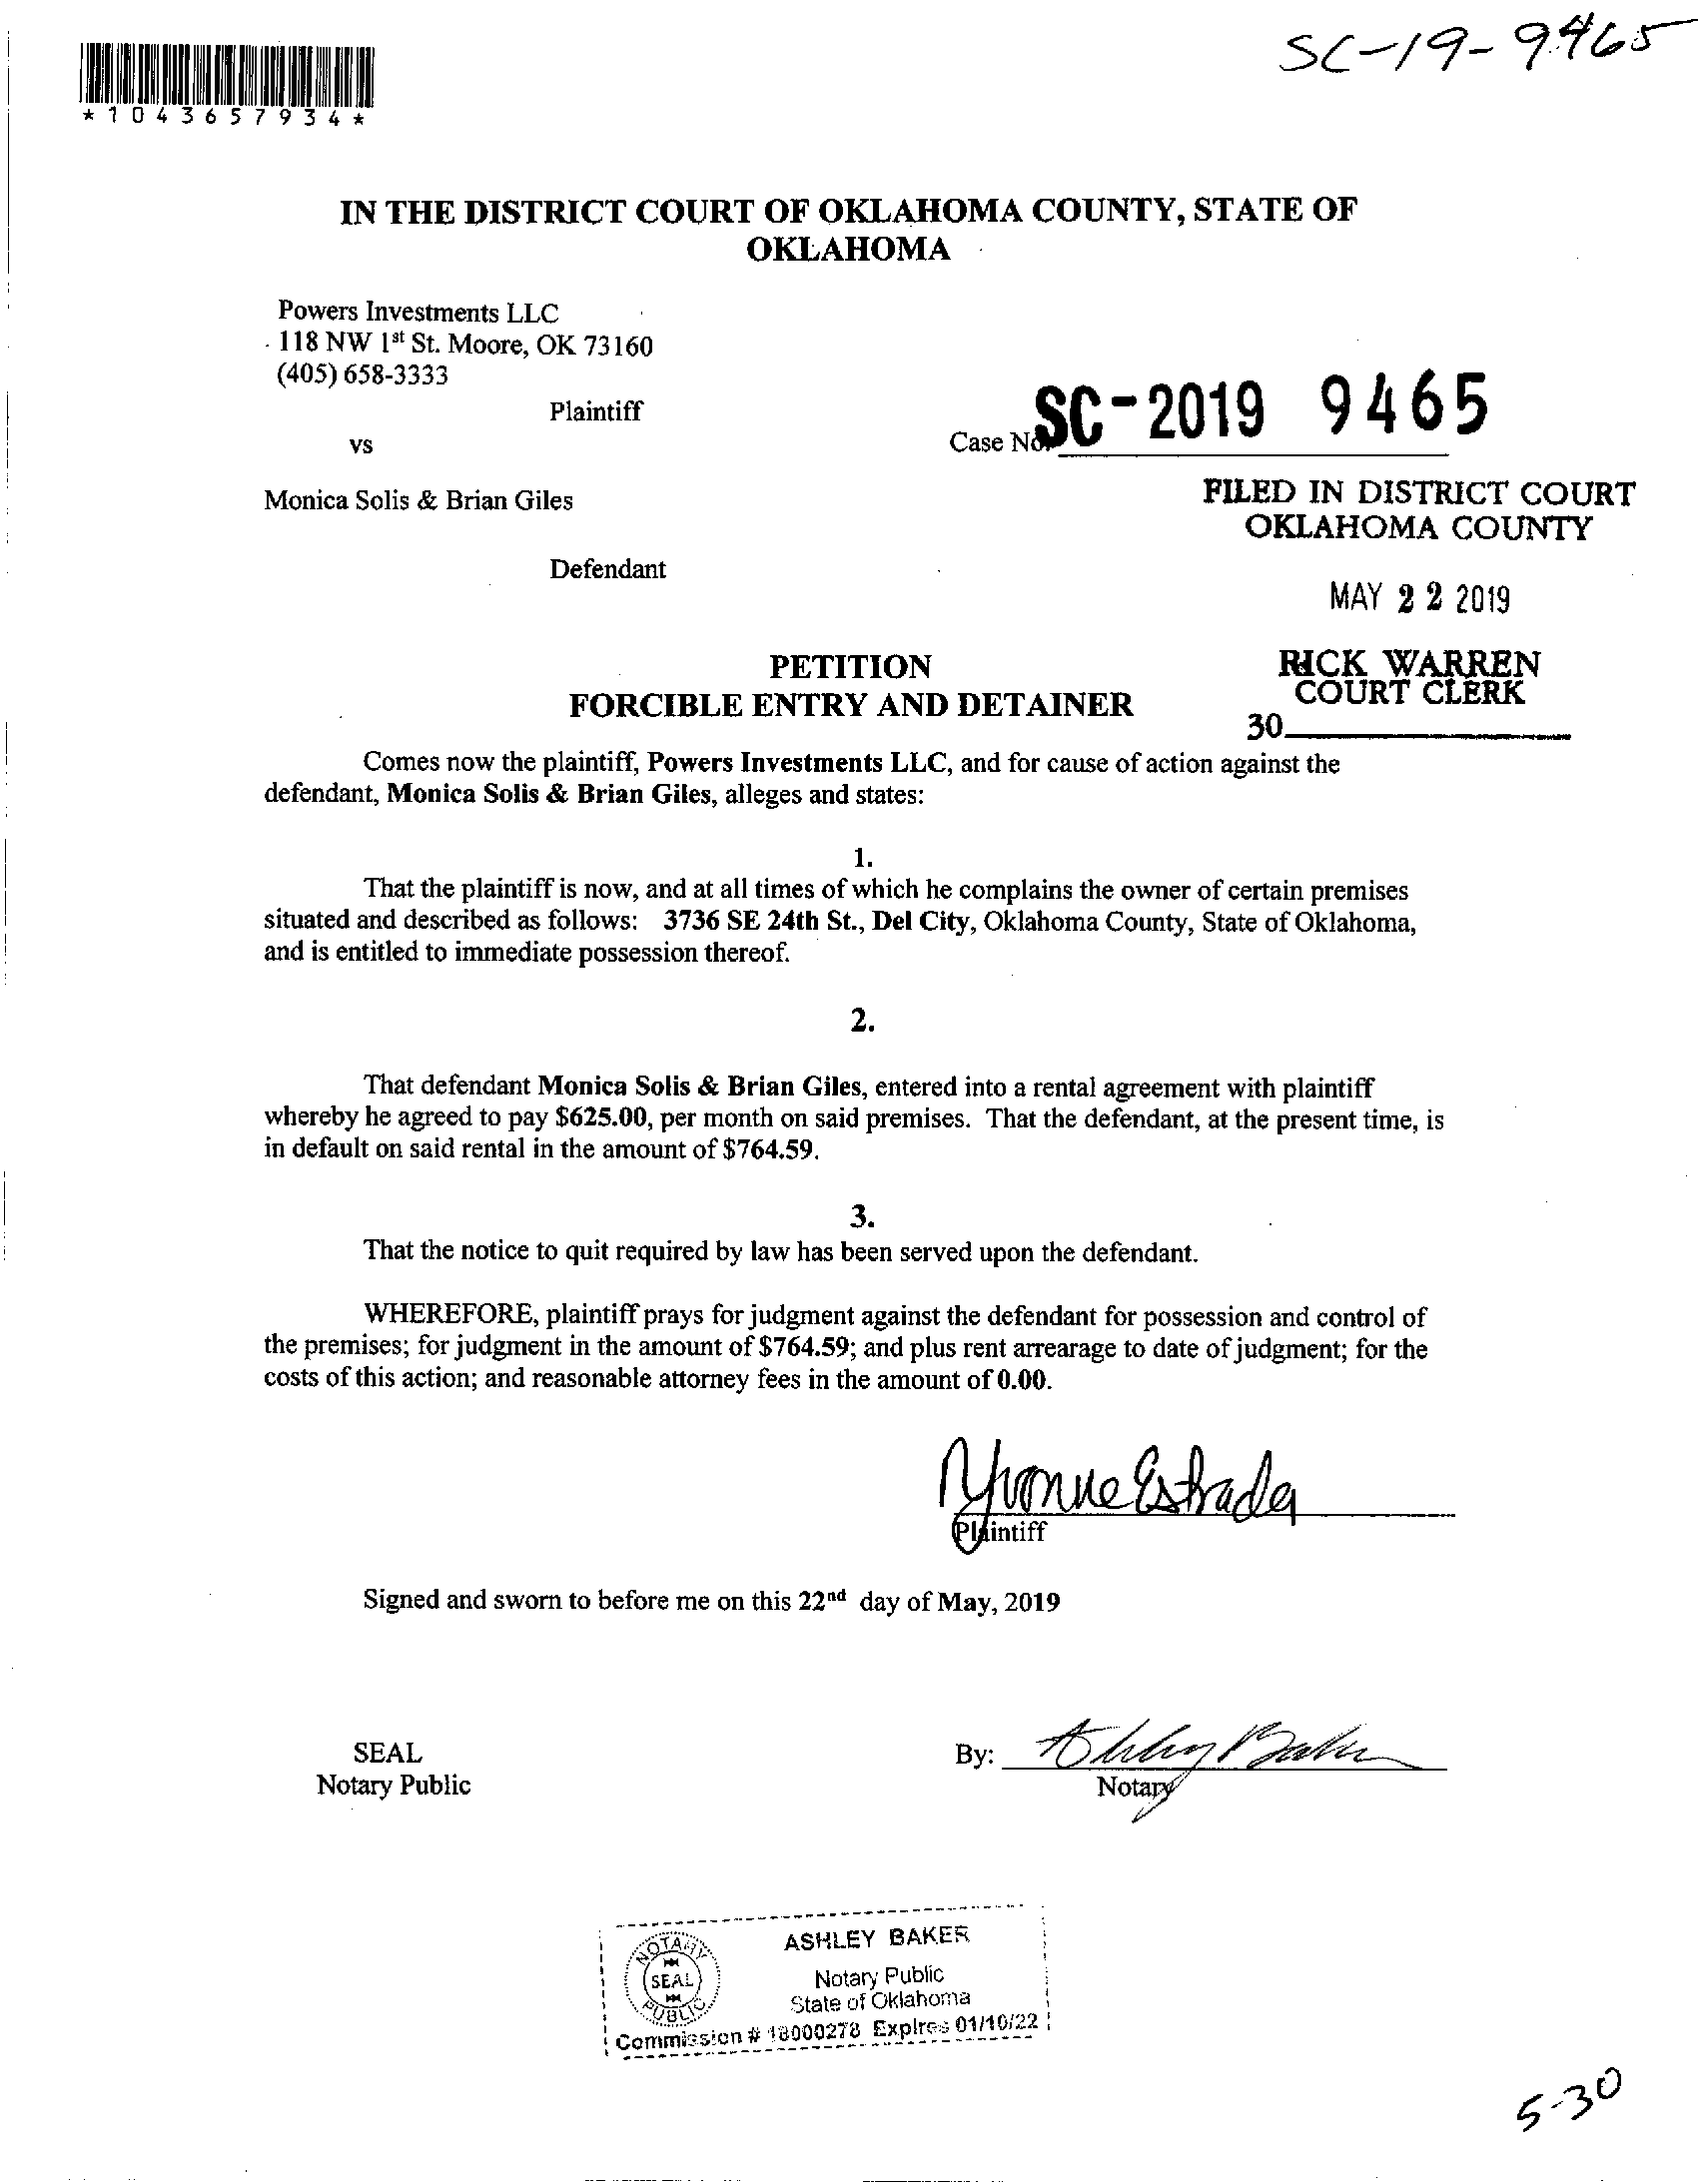 SC-19-9465
*1043657934*
IN THE DISTRICT COURT OF OKLAHOMA COUNTY, STATE OF
OKLAHOMA
Powers Investments LLC
118 NW 1st St. Moore, OK 73160
(405) 658-3333
Plaintiff
vs
Case No. SC-2019 9465
Monica Solis & Brian Giles
FILED IN DISTRICT COURT
OKLAHOMA COUNTY
Defendant
MAY 22 2019
PETITION
FORCIBLE ENTRY AND DETAINER
RICK WARREN
COURT CLERK
30
Comes now the plaintiff, Powers Investments LLC, and for cause of action against the
defendant, Monica Solis & Brian Giles, alleges and states:
1.
That the plaintiff is now, and at all times of which he complains the owner of certain premises
situated and described as follows: 3736 SE 24th St., Del City, Oklahoma County, State of Oklahoma,
and is entitled to immediate possession thereof.
2.
That defendant Monica Solis & Brian Giles, entered into a rental agreement with plaintiff
whereby he agreed to pay $625.00, per month on said premises. That the defendant, at the present time, is
in default on said rental in the amount of $764.59.
3.
That the notice to quit required by law has been served upon the defendant.
WHEREFORE, plaintiff prays for judgment against the defendant for possession and control of
the premises; for judgment in the amount of $764.59; and plus rent arrearage to date of judgment; for the
costs of this action; and reasonable attorney fees in the amount of 0.00.
Yvonne Estrada
Plaintiff
Signed and sworn to before me on this 22nd day of May, 2019
SEAL
Notary Public
By: Ashley Baker
Notary
NOTARY
SEAL
PUBLIC
ASHLEY BAKER
Notary Public
State of Oklahoma
Commission # 18000278 Expires 01/10/22
5-30